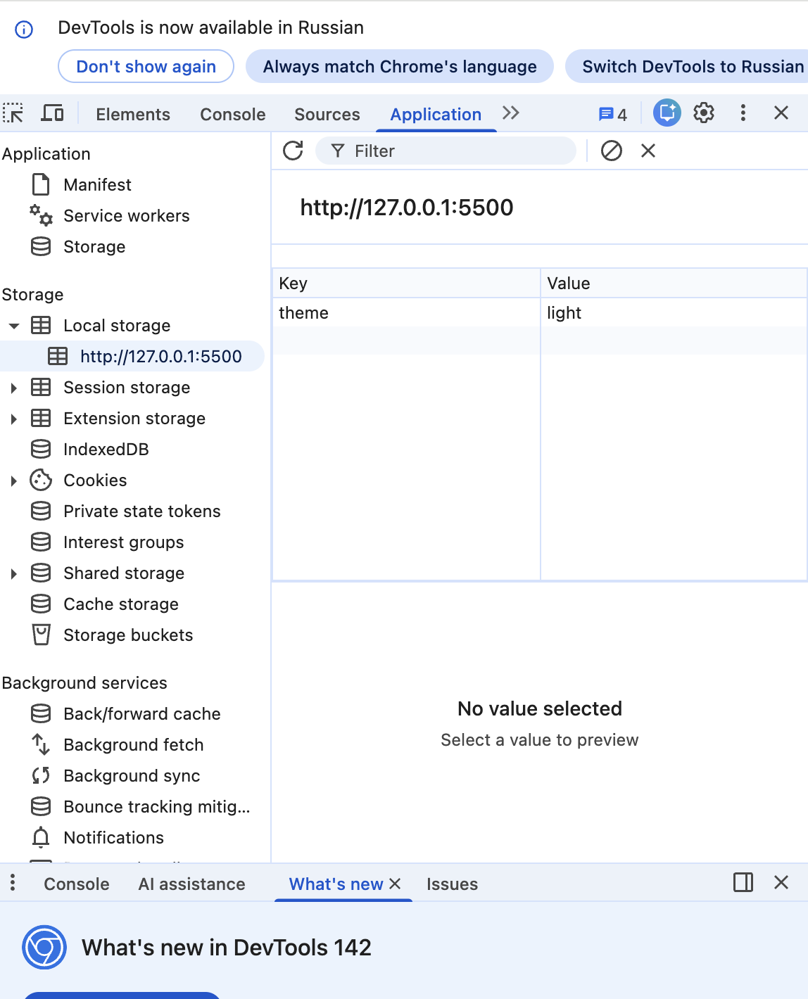 DevTools is now available in Russian
Don't show again
Always match Chrome's language
Switch DevTools to Russian
Elements
Console
Sources
Application
4
Application
Manifest
Service workers
Storage
Storage
Local storage
http://127.0.0.1:5500
Session storage
Extension storage
IndexedDB
Cookies
Private state tokens
Interest groups
Shared storage
Cache storage
Storage buckets
Background services
Back/forward cache
Background fetch
Background sync
Bounce tracking mitig...
Notifications
Filter
http://127.0.0.1:5500
Key Value
theme light
No value selected
Select a value to preview
Console
AI assistance
What's new
Issues
What's new in DevTools 142